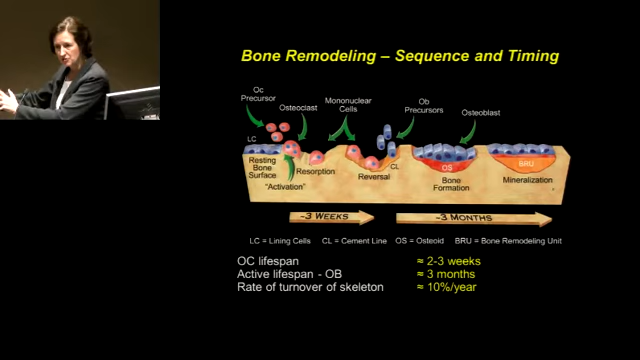 Bone Remodeling – Sequence and Timing
Oc
Precursor
Osteoclast
Mononuclear
Cells
Ob
Precursors
Osteoblast
LC
CL
OS
BRU
Resting
Bone
Surface
Resorption
Reversal
Bone
Formation
Mineralization
"Activation"
~3 WEEKS
~3 MONTHS
LC = Lining Cells CL = Cement Line OS = Osteoid BRU = Bone Remodeling Unit
OC lifespan ≈ 2-3 weeks
Active lifespan - OB ≈ 3 months
Rate of turnover of skeleton ≈ 10%/year